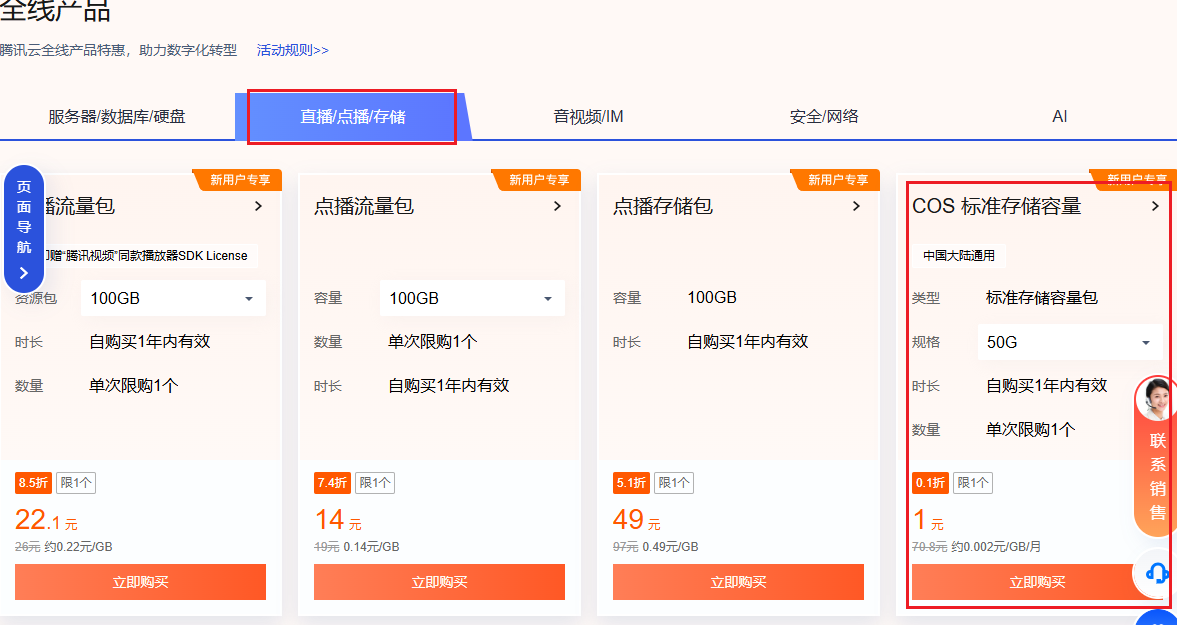 全线产品
腾讯云全线产品特惠，助力数字化转型 活动规则>>
服务器/数据库/硬盘 直播/点播/存储 音视频/IM 安全/网络 AI
页面导航
新用户专享
播流量包
赠“腾讯视频”同款播放器SDK License
资源包 100GB
时长 自购买1年内有效
数量 单次限购1个
8.5折 限1个
22.1 元
26元 约0.22元/GB
立即购买
新用户专享
点播流量包
容量 100GB
数量 单次限购1个
时长 自购买1年内有效
7.4折 限1个
14 元
19元 0.14元/GB
立即购买
新用户专享
点播存储包
容量 100GB
时长 自购买1年内有效
5.1折 限1个
49 元
97元 0.49元/GB
立即购买
新用户专享
COS 标准存储容量
中国大陆通用
类型 标准存储容量包
规格 50G
时长 自购买1年内有效
数量 单次限购1个
0.1折 限1个
1 元
70.8元 约0.002元/GB/月
立即购买
联系销售